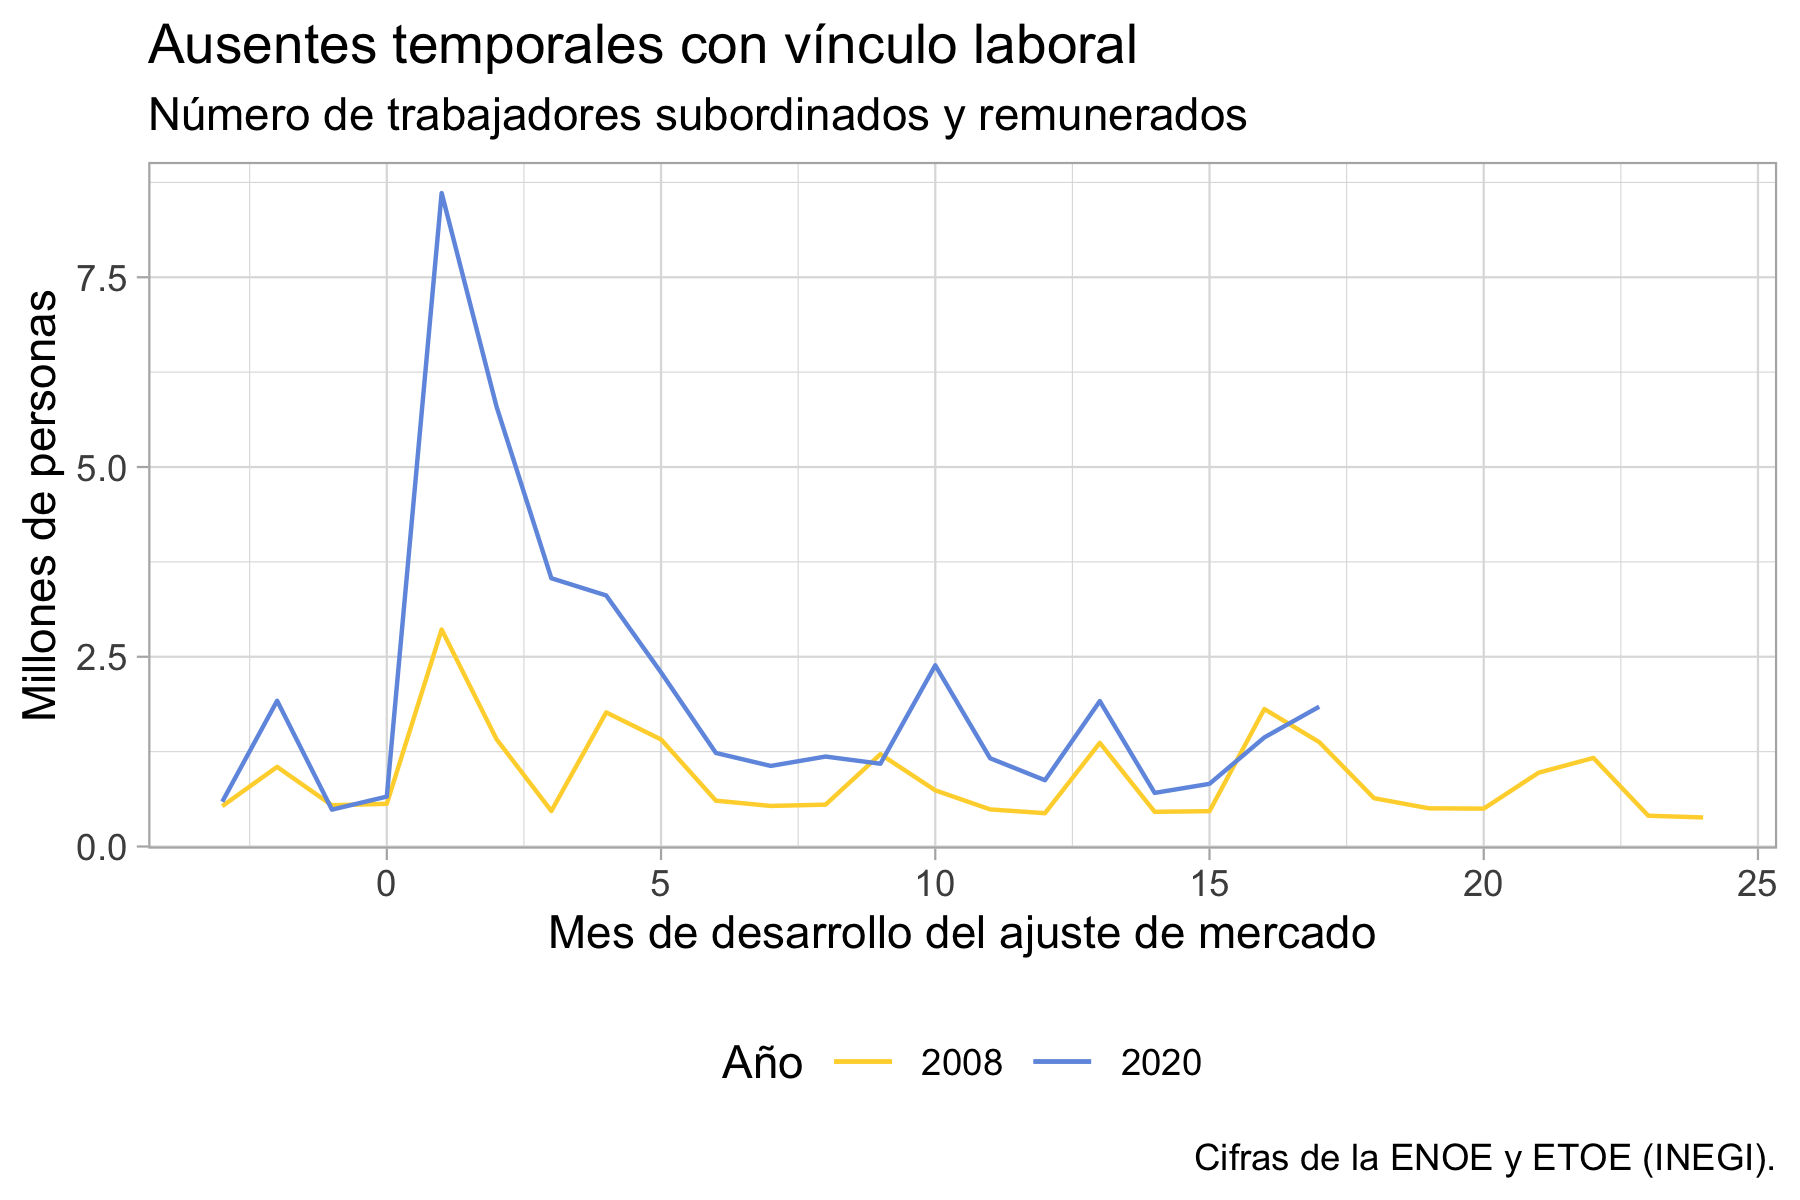 Ausentes temporales con vínculo laboral
Número de trabajadores subordinados y remunerados
Millones de personas
7.5
5.0
2.5
0.0
0 5 10 15 20 25
Mes de desarrollo del ajuste de mercado
Año 2008 2020
Cifras de la ENOE y ETOE (INEGI).